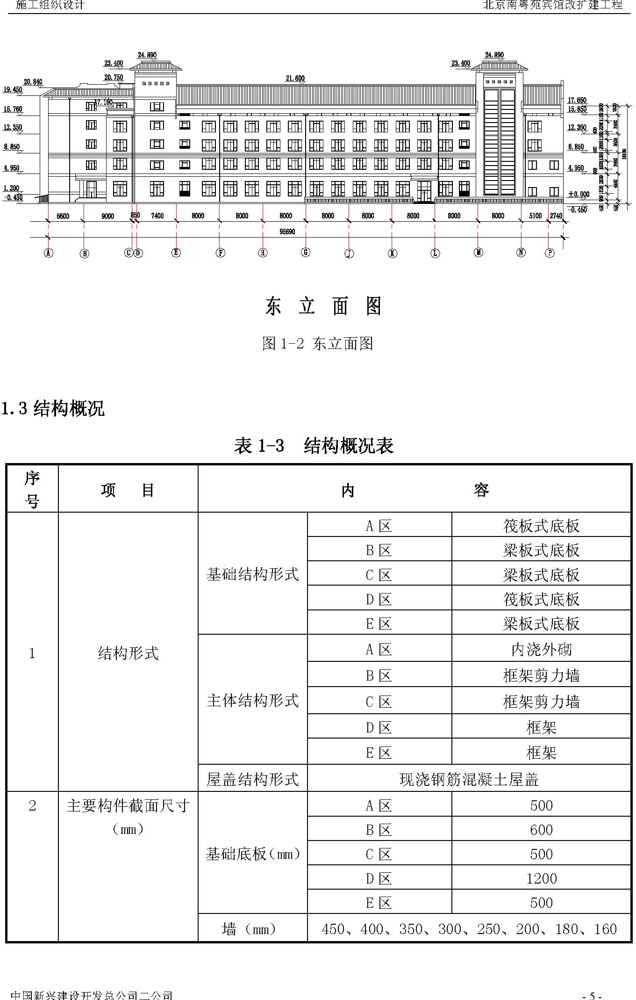 施工组织设计 北京南粤苑宾馆改扩建工程
24.890 24.890
23.400 23.400
20.840 20.750 21.600
19.450
17.160 17.650
15.760 15.850
12.350 12.350
8.850 8.850
4.950 4.950
1.200 ±0.000
-0.450 -0.450
6600 9000 850 7400 8000 8000 8000 8000 8000 8000 8000 8000 5100 2740
95690
A B C D E F H G J K L M N P
18100
东 立 面 图
图 1-2 东立面图
1.3 结构概况
表 1-3 结构概况表
序号 项 目 内 容
1 结构形式 基础结构形式 A 区 筏板式底板
B 区 梁板式底板
C 区 梁板式底板
D 区 筏板式底板
E 区 梁板式底板
主体结构形式 A 区 内浇外砌
B 区 框架剪力墙
C 区 框架剪力墙
D 区 框架
E 区 框架
屋盖结构形式 现浇钢筋混凝土屋盖
2 主要构件截面尺寸（mm） 基础底板（mm） A 区 500
B 区 600
C 区 500
D 区 1200
E 区 500
墙（mm） 450、400、350、300、250、200、180、160
中国新兴建设开发总公司二公司 - 5 -